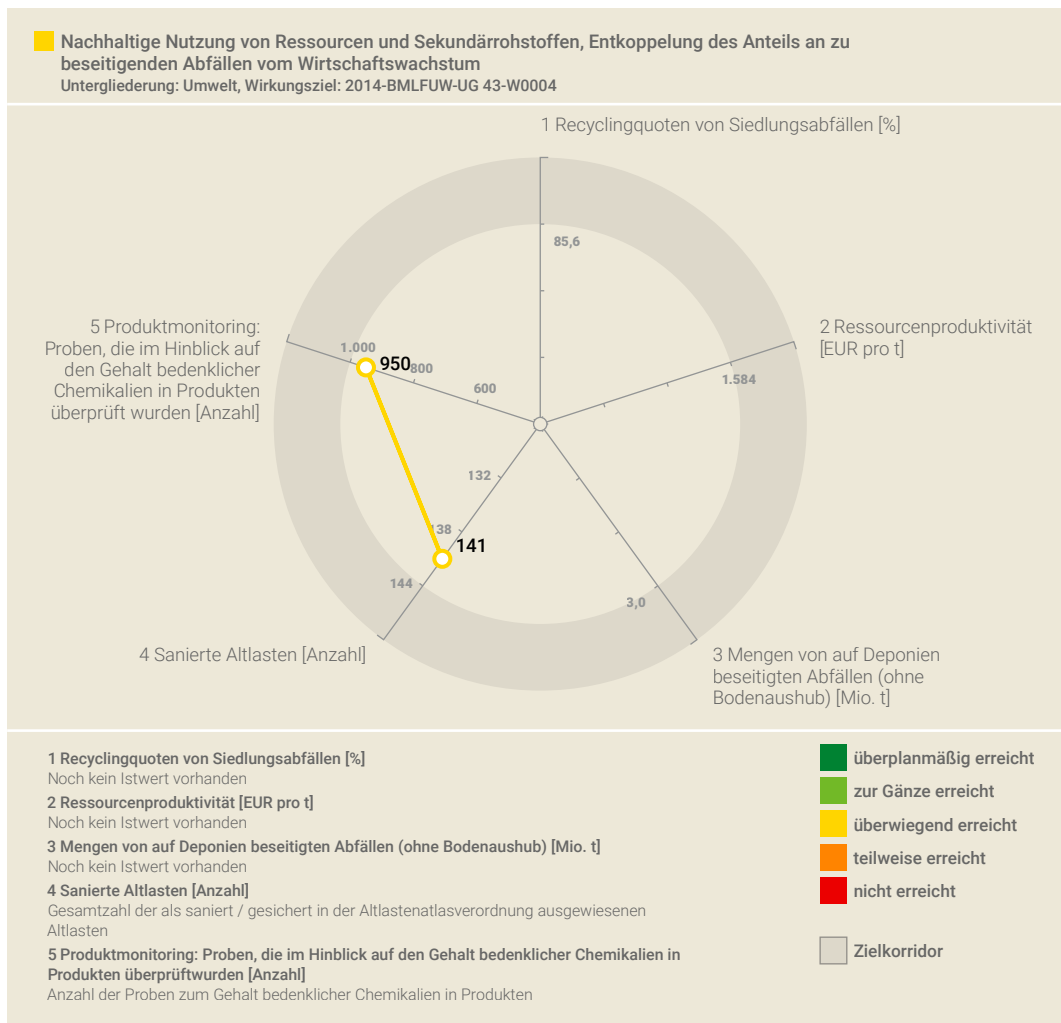 Nachhaltige Nutzung von Ressourcen und Sekundärrohstoffen, Entkoppelung des Anteils an zu
beseitigenden Abfällen vom Wirtschaftswachstum
Untergliederung: Umwelt, Wirkungsziel: 2014-BMLFUW-UG 43-W0004
1 Recyclingquoten von Siedlungsabfällen [%]
85,6
2 Ressourcenproduktivität
[EUR pro t]
1.584
5 Produktmonitoring:
Proben, die im Hinblick auf
den Gehalt bedenklicher
Chemikalien in Produkten
überprüft wurden [Anzahl]
1.000
950
800
600
132
138
141
144
3,0
4 Sanierte Altlasten [Anzahl]
3 Mengen von auf Deponien
beseitigten Abfällen (ohne
Bodenaushub) [Mio. t]
1 Recyclingquoten von Siedlungsabfällen [%]
Noch kein Istwert vorhanden
2 Ressourcenproduktivität [EUR pro t]
Noch kein Istwert vorhanden
3 Mengen von auf Deponien beseitigten Abfällen (ohne Bodenaushub) [Mio. t]
Noch kein Istwert vorhanden
4 Sanierte Altlasten [Anzahl]
Gesamtzahl der als saniert / gesichert in der Altlastenatlasverordnung ausgewiesenen
Altlasten
5 Produktmonitoring: Proben, die im Hinblick auf den Gehalt bedenklicher Chemikalien in
Produkten überprüftwurden [Anzahl]
Anzahl der Proben zum Gehalt bedenklicher Chemikalien in Produkten
überplanmäßig erreicht
zur Gänze erreicht
überwiegend erreicht
teilweise erreicht
nicht erreicht
Zielkorridor